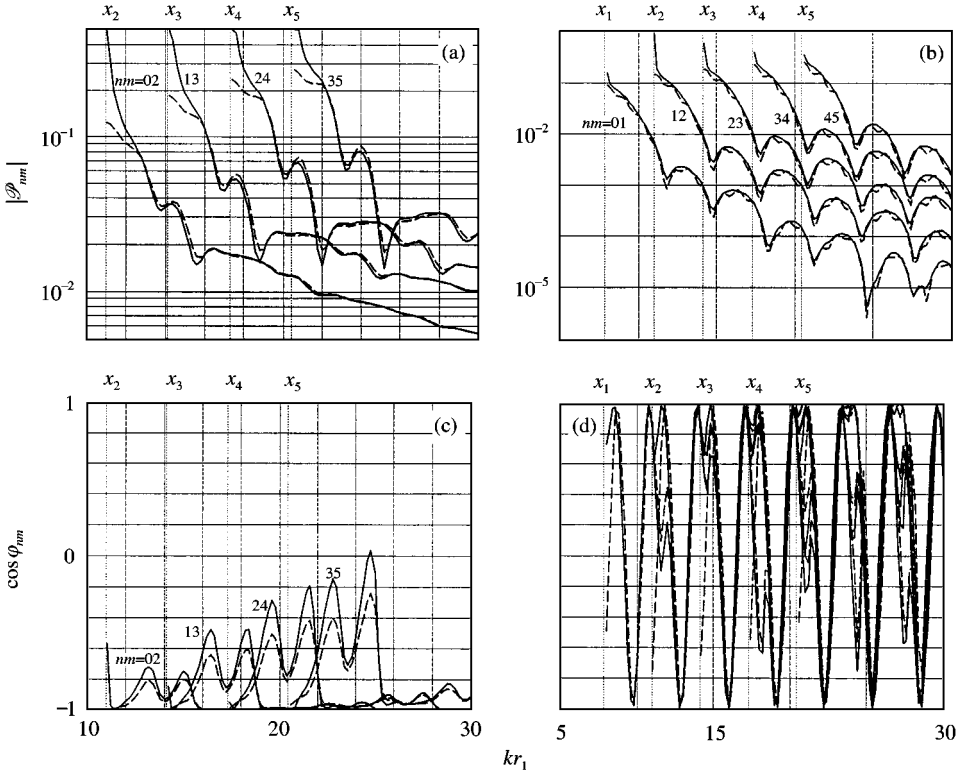 x₂ x₃ x₄ x₅
(a)
nm=02 13 24 35
10⁻¹
10⁻²
|𝒫ₙₘ|
x₁ x₂ x₃ x₄ x₅
(b)
nm=01 12 23 34 45
10⁻²
10⁻⁵
x₂ x₃ x₄ x₅
(c)
1
0
−1
cos φₙₘ
nm=02 13 24 35
10 20 30
(d)
x₁ x₂ x₃ x₄ x₅
5 15 30
kr₁